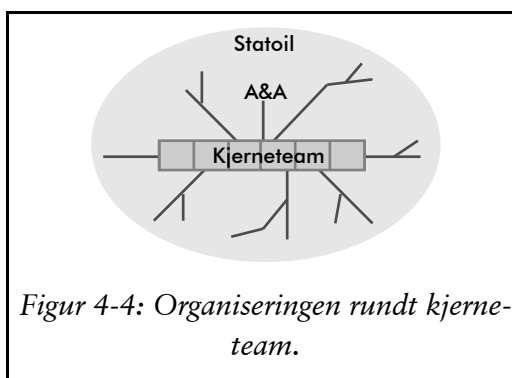 Statoil
A&A
Kjerneteam
Figur 4-4: Organiseringen rundt kjerne-
team.